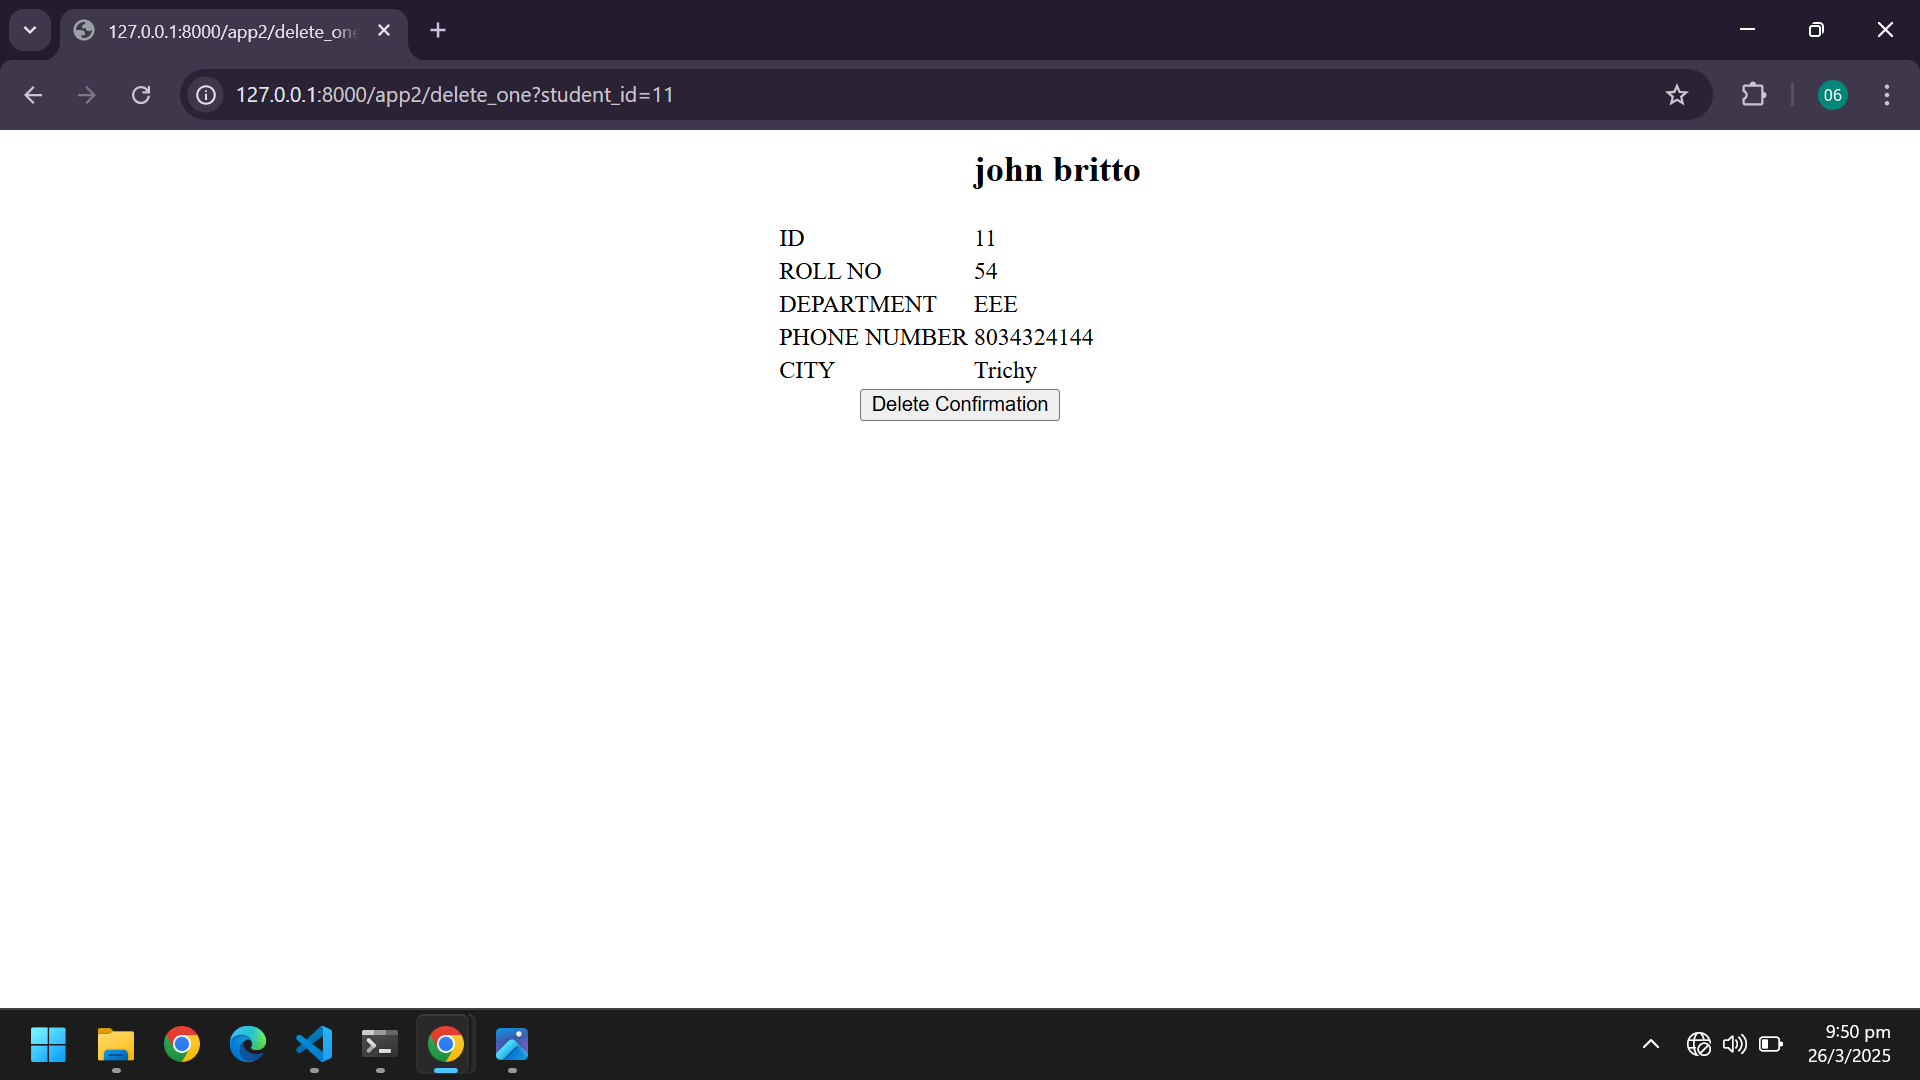 127.0.0.1:8000/app2/delete_one
127.0.0.1:8000/app2/delete_one?student_id=11
06
john britto
ID 11
ROLL NO 54
DEPARTMENT EEE
PHONE NUMBER 8034324144
CITY Trichy
Delete Confirmation
9:50 pm
26/3/2025